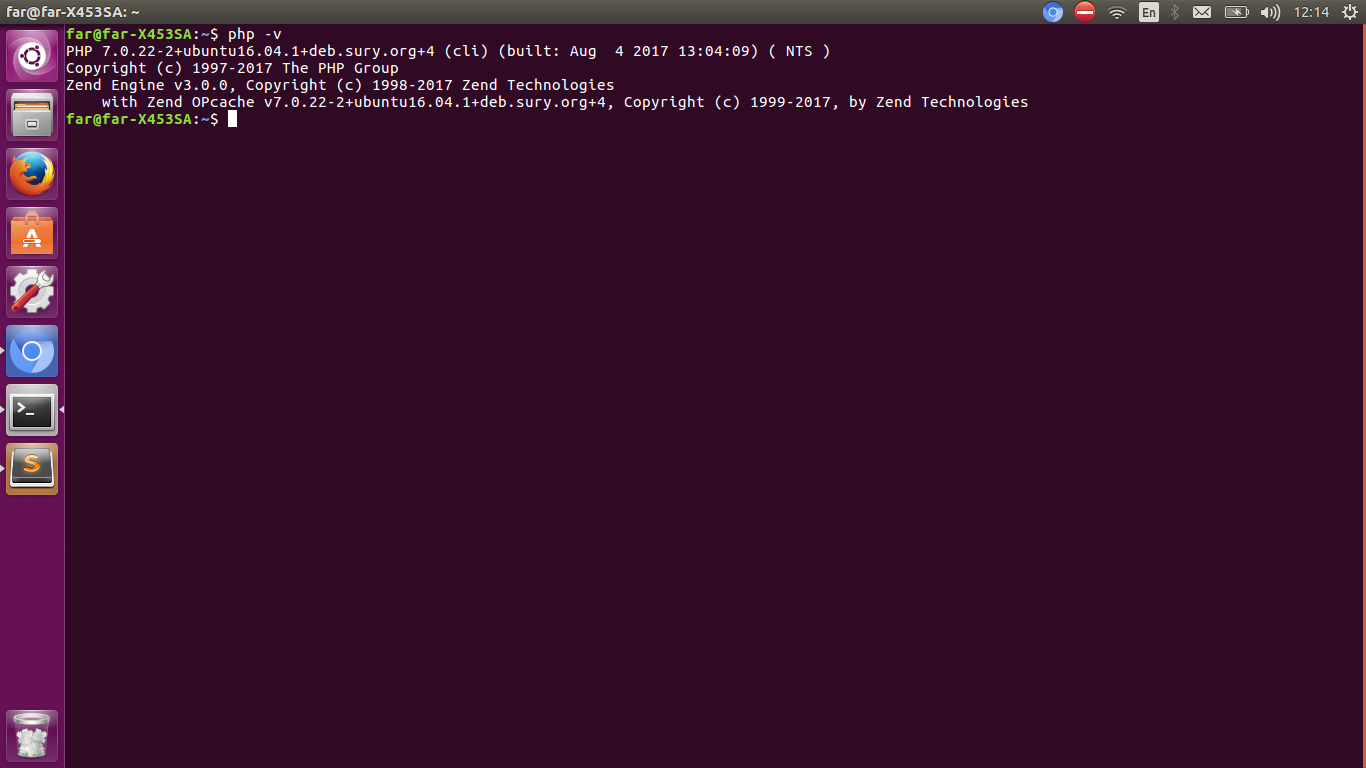 far@far-X453SA: ~
En
12:14
far@far-X453SA:~$ php -v
PHP 7.0.22-2+ubuntu16.04.1+deb.sury.org+4 (cli) (built: Aug  4 2017 13:04:09) ( NTS )
Copyright (c) 1997-2017 The PHP Group
Zend Engine v3.0.0, Copyright (c) 1998-2017 Zend Technologies
    with Zend OPcache v7.0.22-2+ubuntu16.04.1+deb.sury.org+4, Copyright (c) 1999-2017, by Zend Technologies
far@far-X453SA:~$